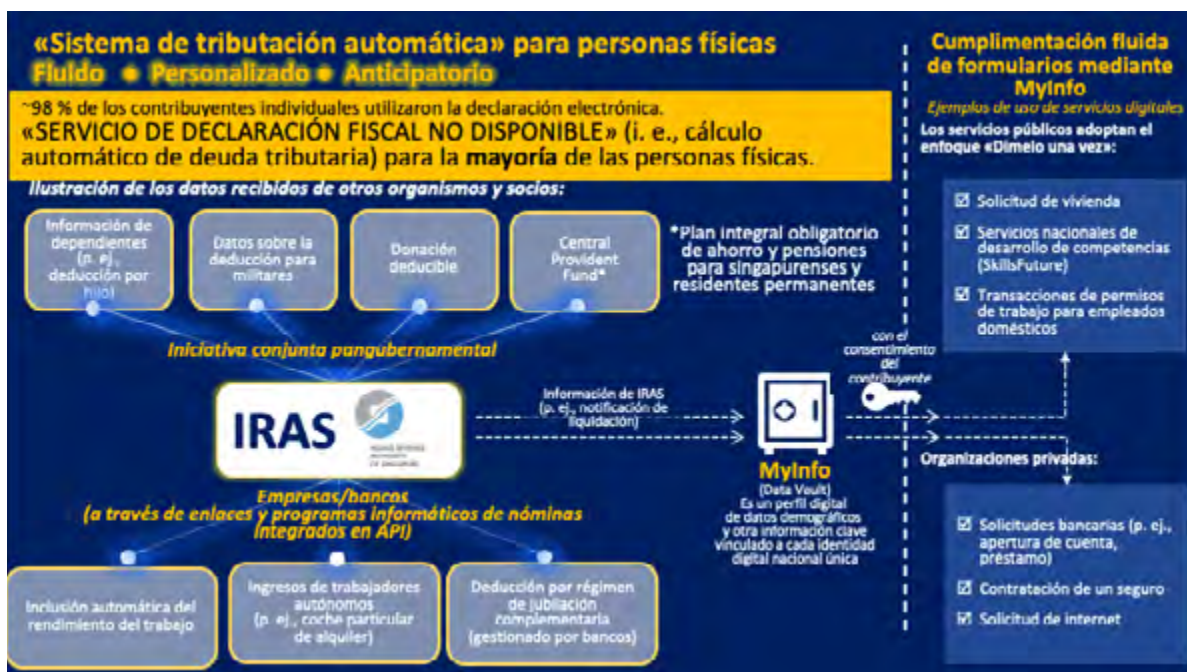 «Sistema de tributación automática» para personas físicas
Fluido • Personalizado • Anticipatorio
~98 % de los contribuyentes individuales utilizaron la declaración electrónica.
«SERVICIO DE DECLARACIÓN FISCAL NO DISPONIBLE» (i. e., cálculo
automático de deuda tributaria) para la mayoría de las personas físicas.
Ilustración de los datos recibidos de otros organismos y socios:
Información de
dependientes
(p. ej.,
deducción por
hijo)
Datos sobre la
deducción para
militares
Donación
deducible
Central
Provident
Fund*
*Plan integral obligatorio
de ahorro y pensiones
para singapurenses y
residentes permanentes
Iniciativa conjunta pangubernamental
IRAS
Información de IRAS
(p. ej., notificación de
liquidación)
MyInfo
(Data Vault)
Es un perfil digital
de datos demográficos
y otra información clave
vinculado a cada identidad
digital nacional única
con el
consentimiento
del
contribuyente
Empresas/bancos
(a través de enlaces y programas informáticos de nóminas
integrados en API)
Inclusión automática del
rendimiento del trabajo
Ingresos de trabajadores
autónomos
(p. ej., coche particular
de alquiler)
Deducción por régimen
de jubilación
complementaria
(gestionado por bancos)
Cumplimentación fluida
de formularios mediante
MyInfo
Ejemplos de uso de servicios digitales
Los servicios públicos adoptan el
enfoque «Dímelo una vez»:
☑ Solicitud de vivienda
☑ Servicios nacionales de
desarrollo de competencias
(SkillsFuture)
☑ Transacciones de permisos
de trabajo para empleados
domésticos
Organizaciones privadas:
☑ Solicitudes bancarias (p. ej.,
apertura de cuenta,
préstamo)
☑ Contratación de un seguro
☑ Solicitud de internet